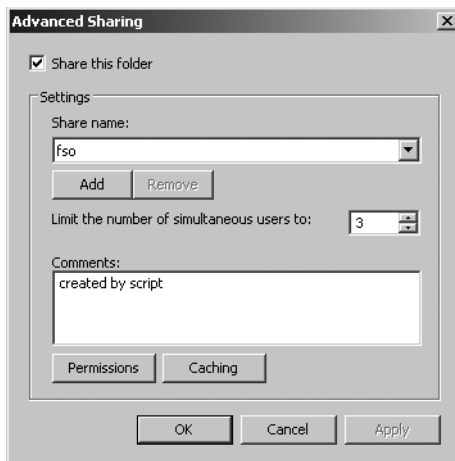 Advanced Sharing
Share this folder
Settings
Share name:
fso
Add Remove
Limit the number of simultaneous users to: 3
Comments:
created by script
Permissions Caching
OK Cancel Apply